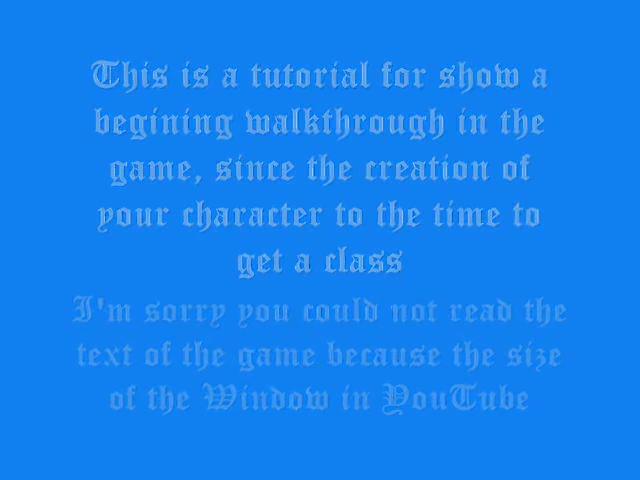 This is a tutorial for show a
begining walkthrough in the
game, since the creation of
your character to the time to
get a class
I'm sorry you could not read the
text of the game because the size
of the Window in YouTube